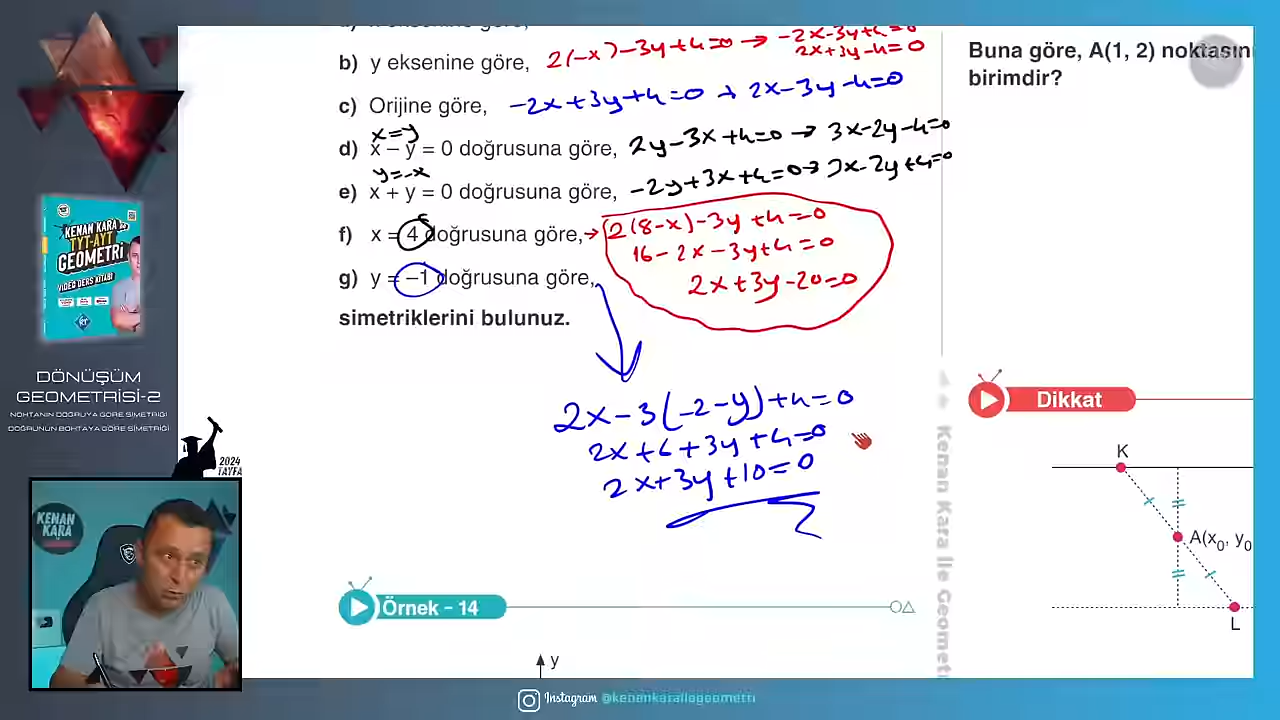 b) y eksenine göre, 2(-x)-3y+4=0 → -2x-3y+4=0
2x+3y-4=0
c) Orijine göre, -2x+3y+4=0 → 2x-3y-4=0
x=y
d) x − y = 0 doğrusuna göre, 2y-3x+4=0 → 3x-2y-4=0
y=-x
e) x + y = 0 doğrusuna göre, -2y+3x+4=0 → 3x-2y+4=0
f) x = 4 doğrusuna göre, → 2(8-x)-3y+4=0
16-2x-3y+4=0
2x+3y-20=0
g) y = −1 doğrusuna göre,
simetriklerini bulunuz.
2x-3(-2-y)+4=0
2x+6+3y+4=0
2x+3y+10=0
Örnek – 14
y
Buna göre, A(1, 2) noktasın
birimdir?
Dikkat
K
A(x0, y0
L
Kenan Kara ile Geometri
KENAN KARA
TYT-AYT
GEOMETRİ
VİDEO DERS KİTABI
DÖNÜŞÜM
GEOMETRİSİ-2
NOKTANIN DOĞRUYA GÖRE SİMETRİĞİ
DOĞRUNUN NOKTAYA GÖRE SİMETRİĞİ
2024
TAYFA
KENAN
KARA
Instagram @kenankarailegeometri